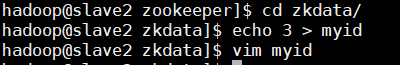 hadoop@slave2 zookeeper]$ cd zkdata/
hadoop@slave2 zkdata]$ echo 3 > myid
hadoop@slave2 zkdata]$ vim myid